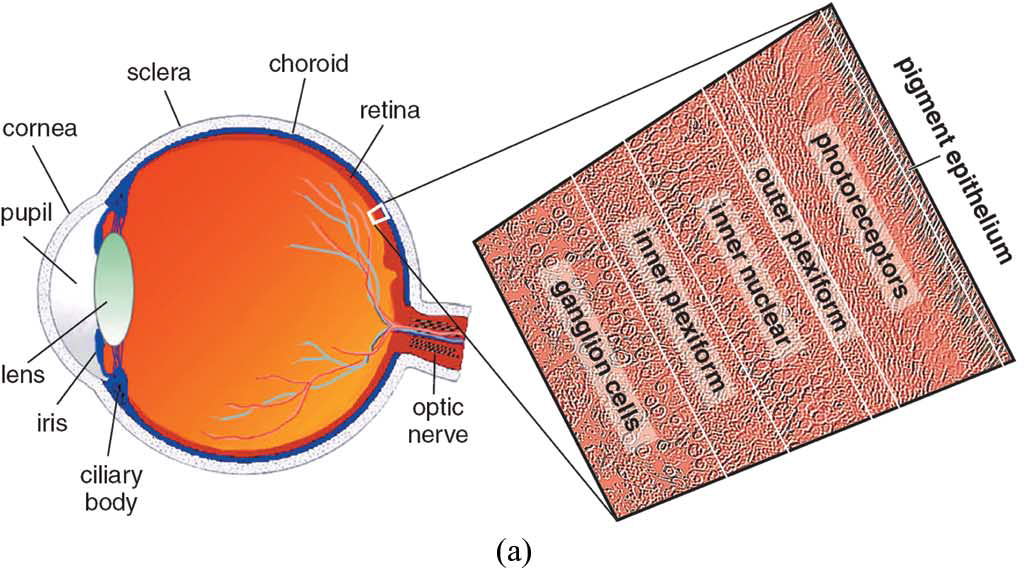 choroid
sclera
retina
cornea
pupil
lens
iris
ciliary
body
optic
nerve
pigment epithelium
photoreceptors
outer plexiform
inner nuclear
inner plexiform
ganglion cells
(a)